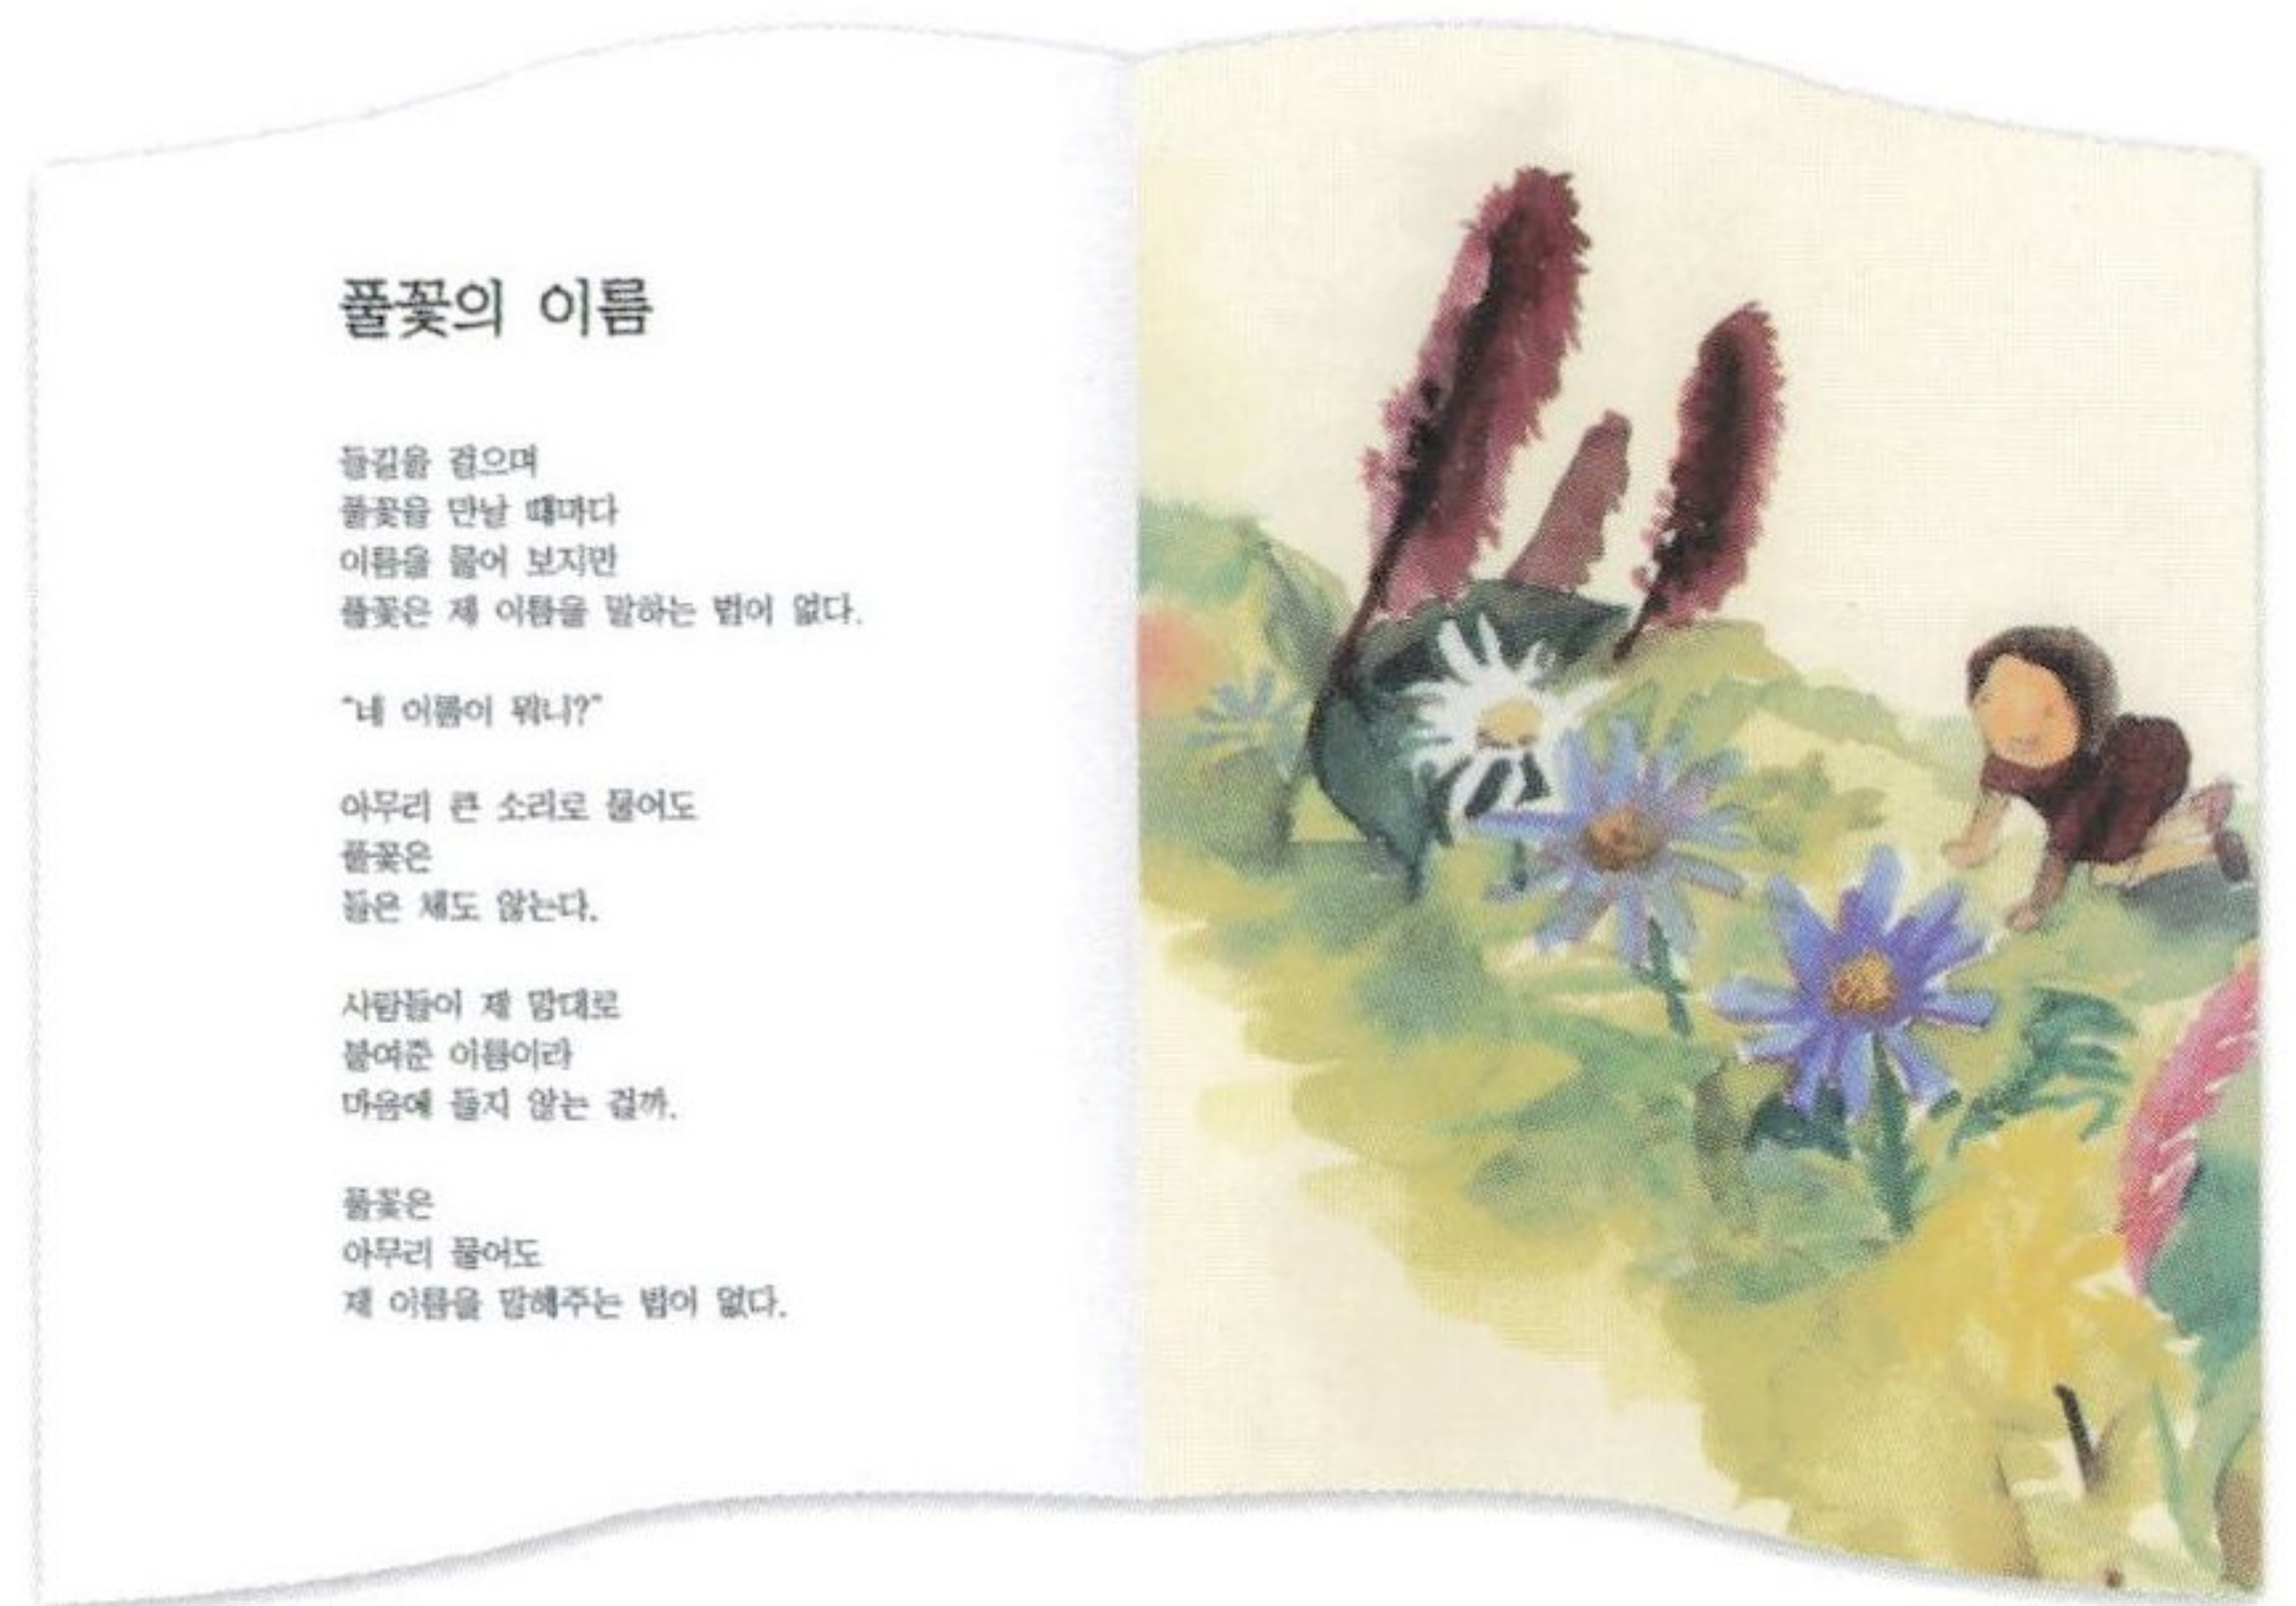 풀꽃의 이름
들길을 걸으며
풀꽃을 만날 때마다
이름을 물어 보지만
풀꽃은 제 이름을 말하는 법이 없다.
“네 이름이 뭐니?”
아무리 큰 소리로 물어도
풀꽃은
들은 체도 않는다.
사람들이 제 맘대로
붙여준 이름이라
마음에 들지 않는 걸까.
풀꽃은
아무리 물어도
제 이름을 말해주는 법이 없다.